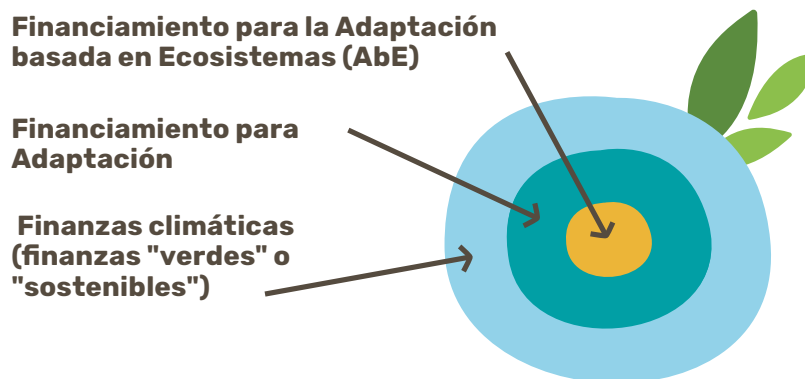 Financiamiento para la Adaptación
basada en Ecosistemas (AbE)
Financiamiento para
Adaptación
Finanzas climáticas
(finanzas "verdes" o
"sostenibles")